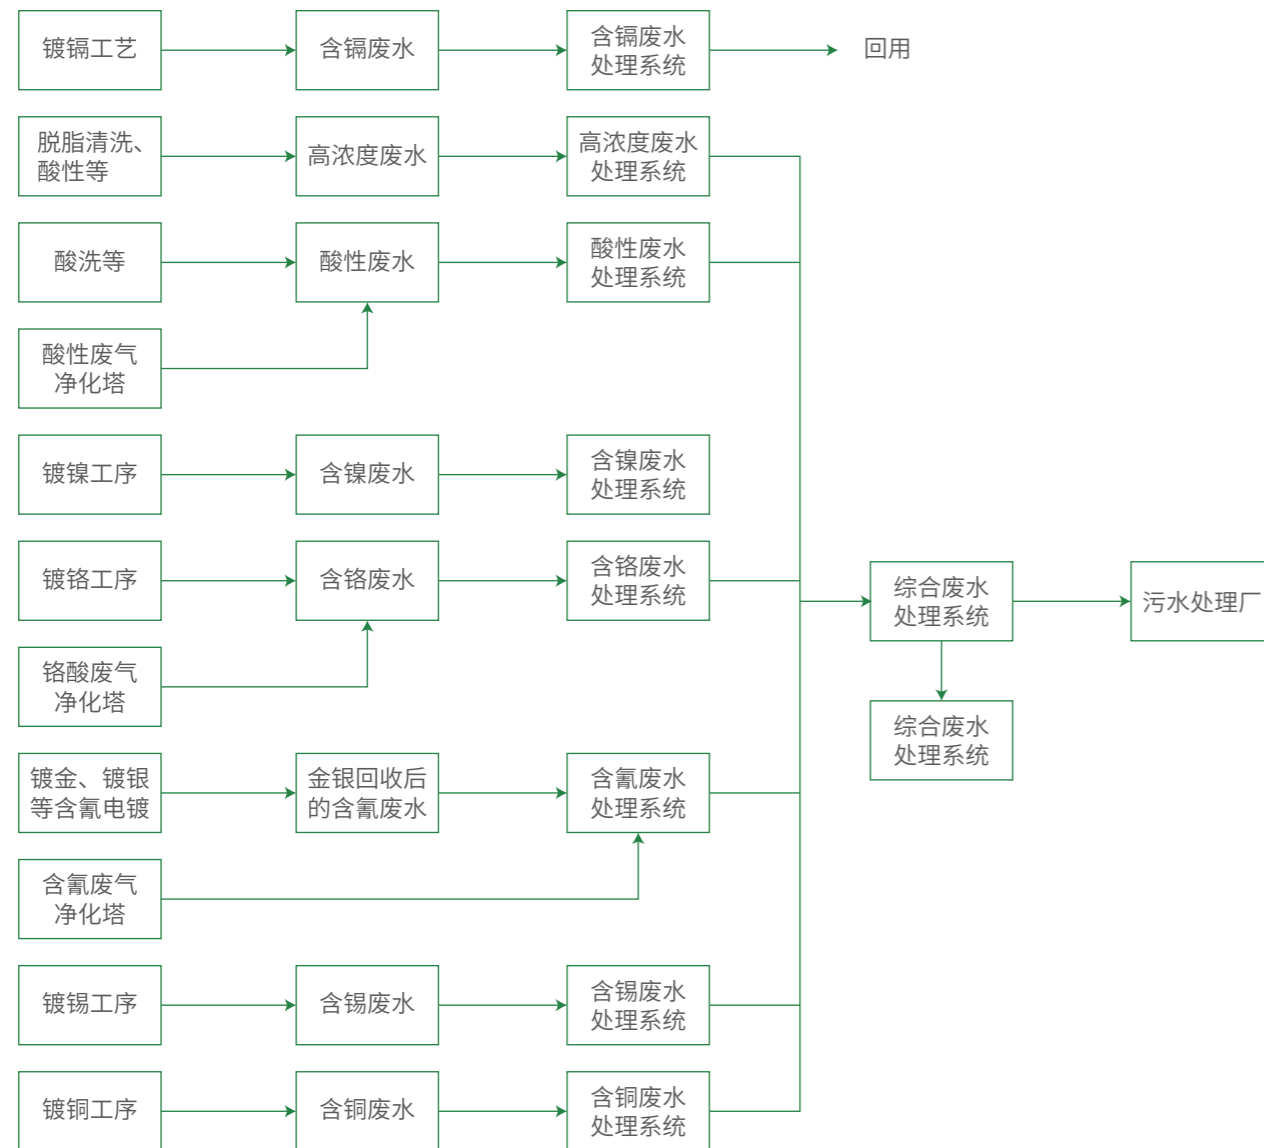 镀镉工艺
含镉废水
含镉废水
处理系统
回用
脱脂清洗、
酸性等
高浓度废水
高浓度废水
处理系统
酸洗等
酸性废水
酸性废水
处理系统
酸性废气
净化塔
镀镍工序
含镍废水
含镍废水
处理系统
镀铬工序
含铬废水
含铬废水
处理系统
综合废水
处理系统
污水处理厂
铬酸废气
净化塔
综合废水
处理系统
镀金、镀银
等含氰电镀
金银回收后
的含氰废水
含氰废水
处理系统
含氰废气
净化塔
镀锡工序
含锡废水
含锡废水
处理系统
镀铜工序
含铜废水
含铜废水
处理系统